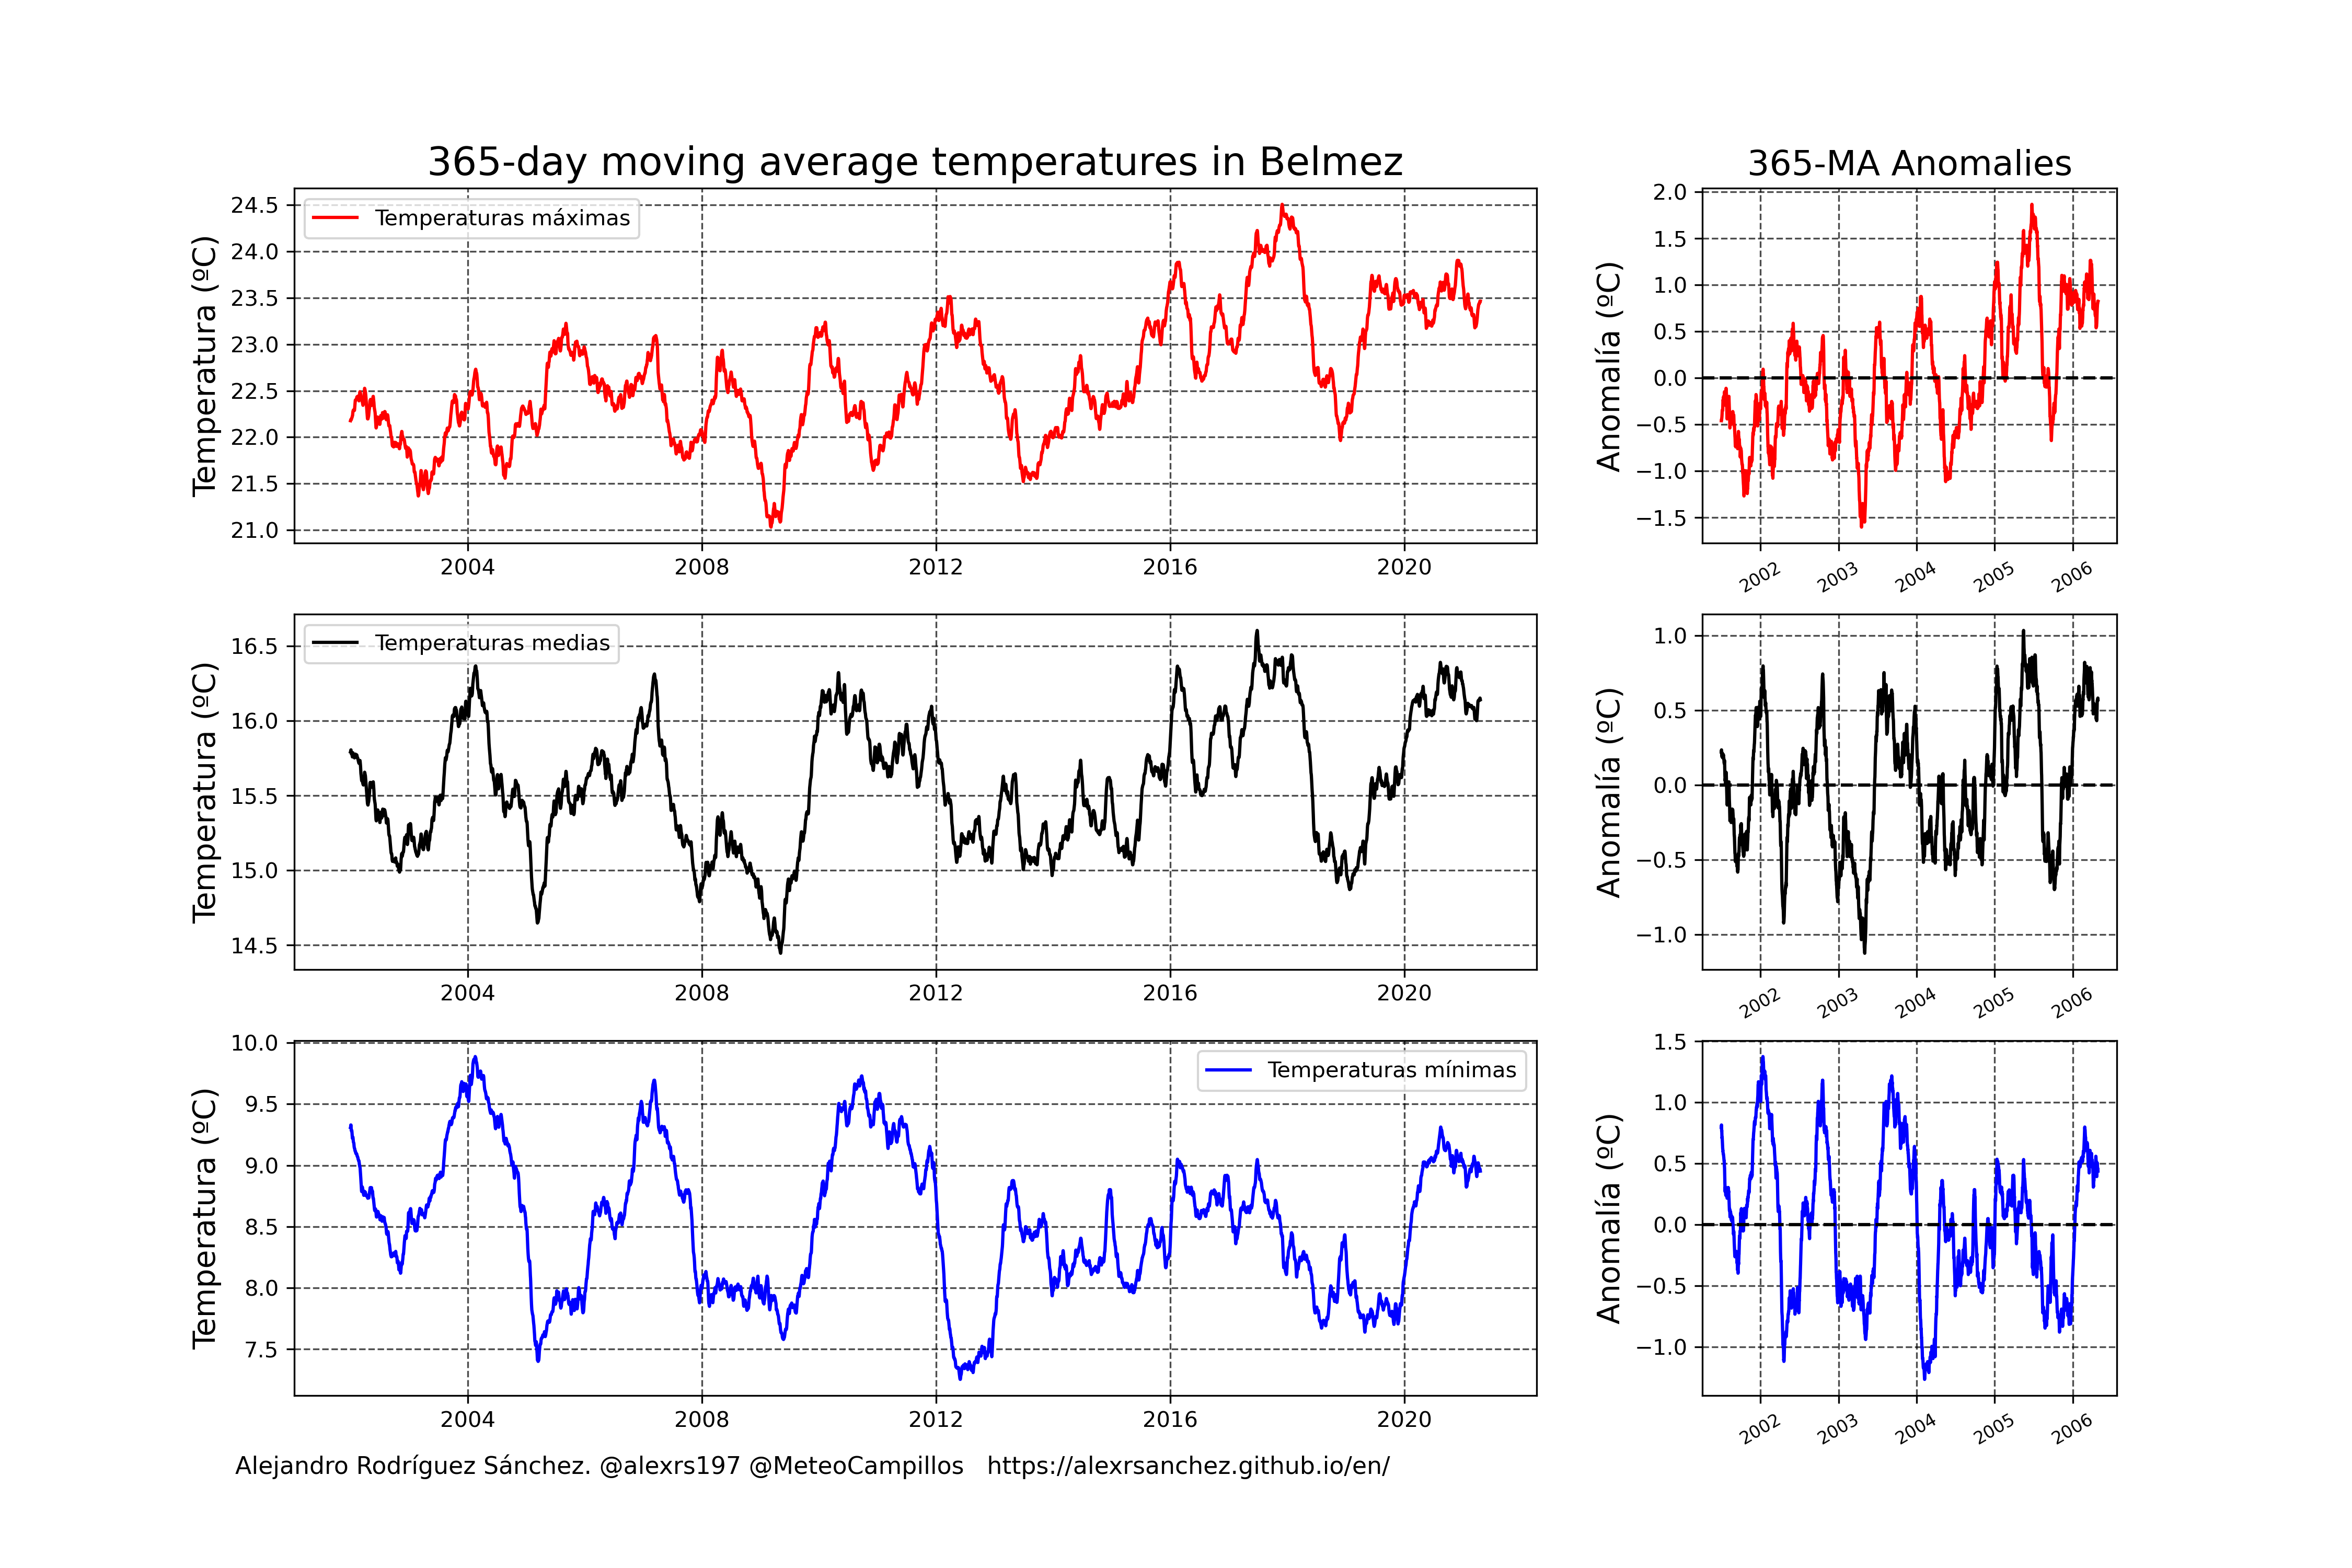 365-day moving average temperatures in Belmez
365-MA Anomalies
Temperatura (ºC)
24.5
24.0
23.5
23.0
22.5
22.0
21.5
21.0
Temperaturas máximas
2004 2008 2012 2016 2020
Anomalía (ºC)
2.0
1.5
1.0
0.5
0.0
−0.5
−1.0
−1.5
2002 2003 2004 2005 2006
Temperatura (ºC)
16.5
16.0
15.5
15.0
14.5
Temperaturas medias
2004 2008 2012 2016 2020
Anomalía (ºC)
1.0
0.5
0.0
−0.5
−1.0
2002 2003 2004 2005 2006
Temperatura (ºC)
10.0
9.5
9.0
8.5
8.0
7.5
Temperaturas mínimas
2004 2008 2012 2016 2020
Anomalía (ºC)
1.5
1.0
0.5
0.0
−0.5
−1.0
2002 2003 2004 2005 2006
Alejandro Rodríguez Sánchez. @alexrs197 @MeteoCampillos https://alexrsanchez.github.io/en/